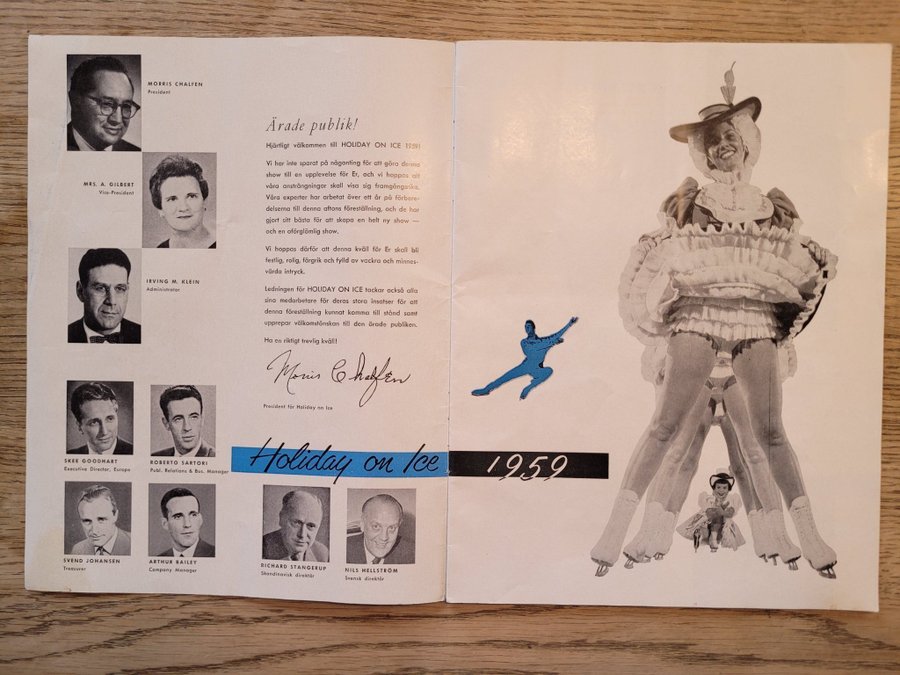 MORRIS CHALFEN
President
MRS. A. GILBERT
Vice-President
IRVING M. KLEIN
Administrator
Ärade publik!
Hjärtligt välkommen till HOLIDAY ON ICE 1959!
Vi har inte sparat på någonting för att göra denna
show till en upplevelse för Er, och vi hoppas att
våra ansträngningar skall visa sig framgångsrika.
Våra experter har arbetat över ett år på förbere-
delserna till denna aftons föreställning, och de har
gjort sitt bästa för att skapa en helt ny show —
och en oförglömlig show.
Vi hoppas därför att denna kväll för Er skall bli
festlig, rolig, färgrik och fylld av vackra och minnes-
värda intryck.
Ledningen för HOLIDAY ON ICE tackar också alla
sina medarbetare för deras stora insatser för att
denna föreställning kunnat komma till stånd samt
upprepar välkomstönskan till den ärade publiken.
Ha en riktigt trevlig kväll!
Morris Chalfen
President för Holiday on Ice
SKEE GOODHART
Executive Director, Europe
ROBERTO SARTORI
Publ. Relations & Bus. Manager
Holiday on Ice 1959
SVEND JOHANSEN
Treasurer
ARTHUR BAILEY
Company Manager
RICHARD STANGERUP
Skandinavisk direktör
NILS HELLSTRÖM
Svensk direktör